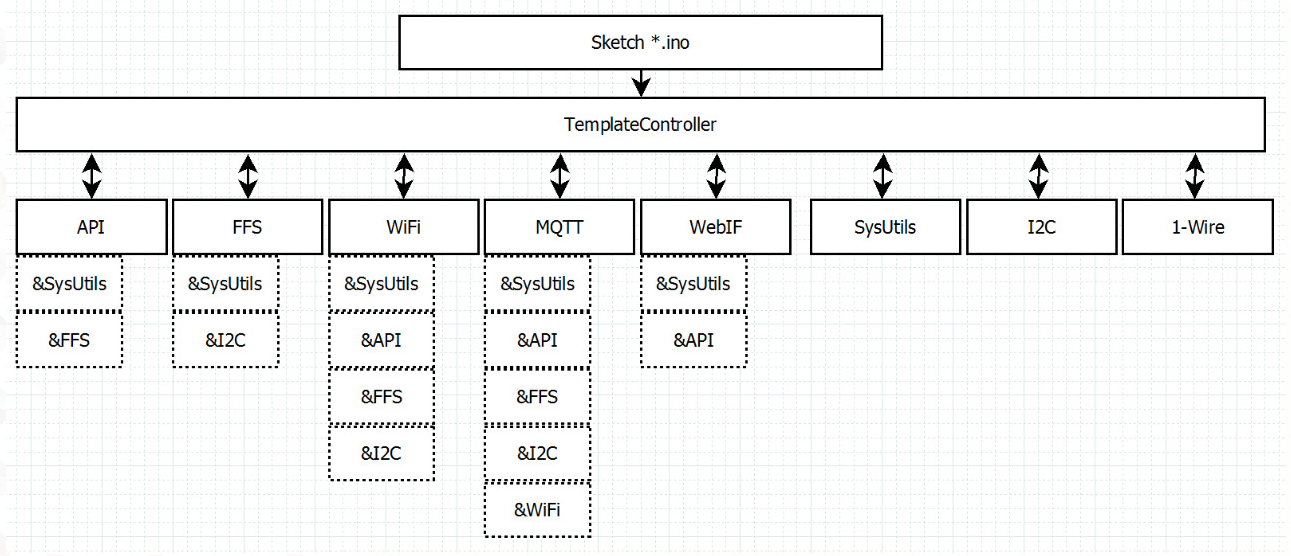 Sketch *.ino
TemplateController
API FFS WiFi MQTT WebIF SysUtils I2C 1-Wire
&SysUtils &SysUtils &SysUtils &SysUtils &SysUtils
&FFS &I2C &API &API &API
&FFS &FFS
&I2C &I2C
&WiFi